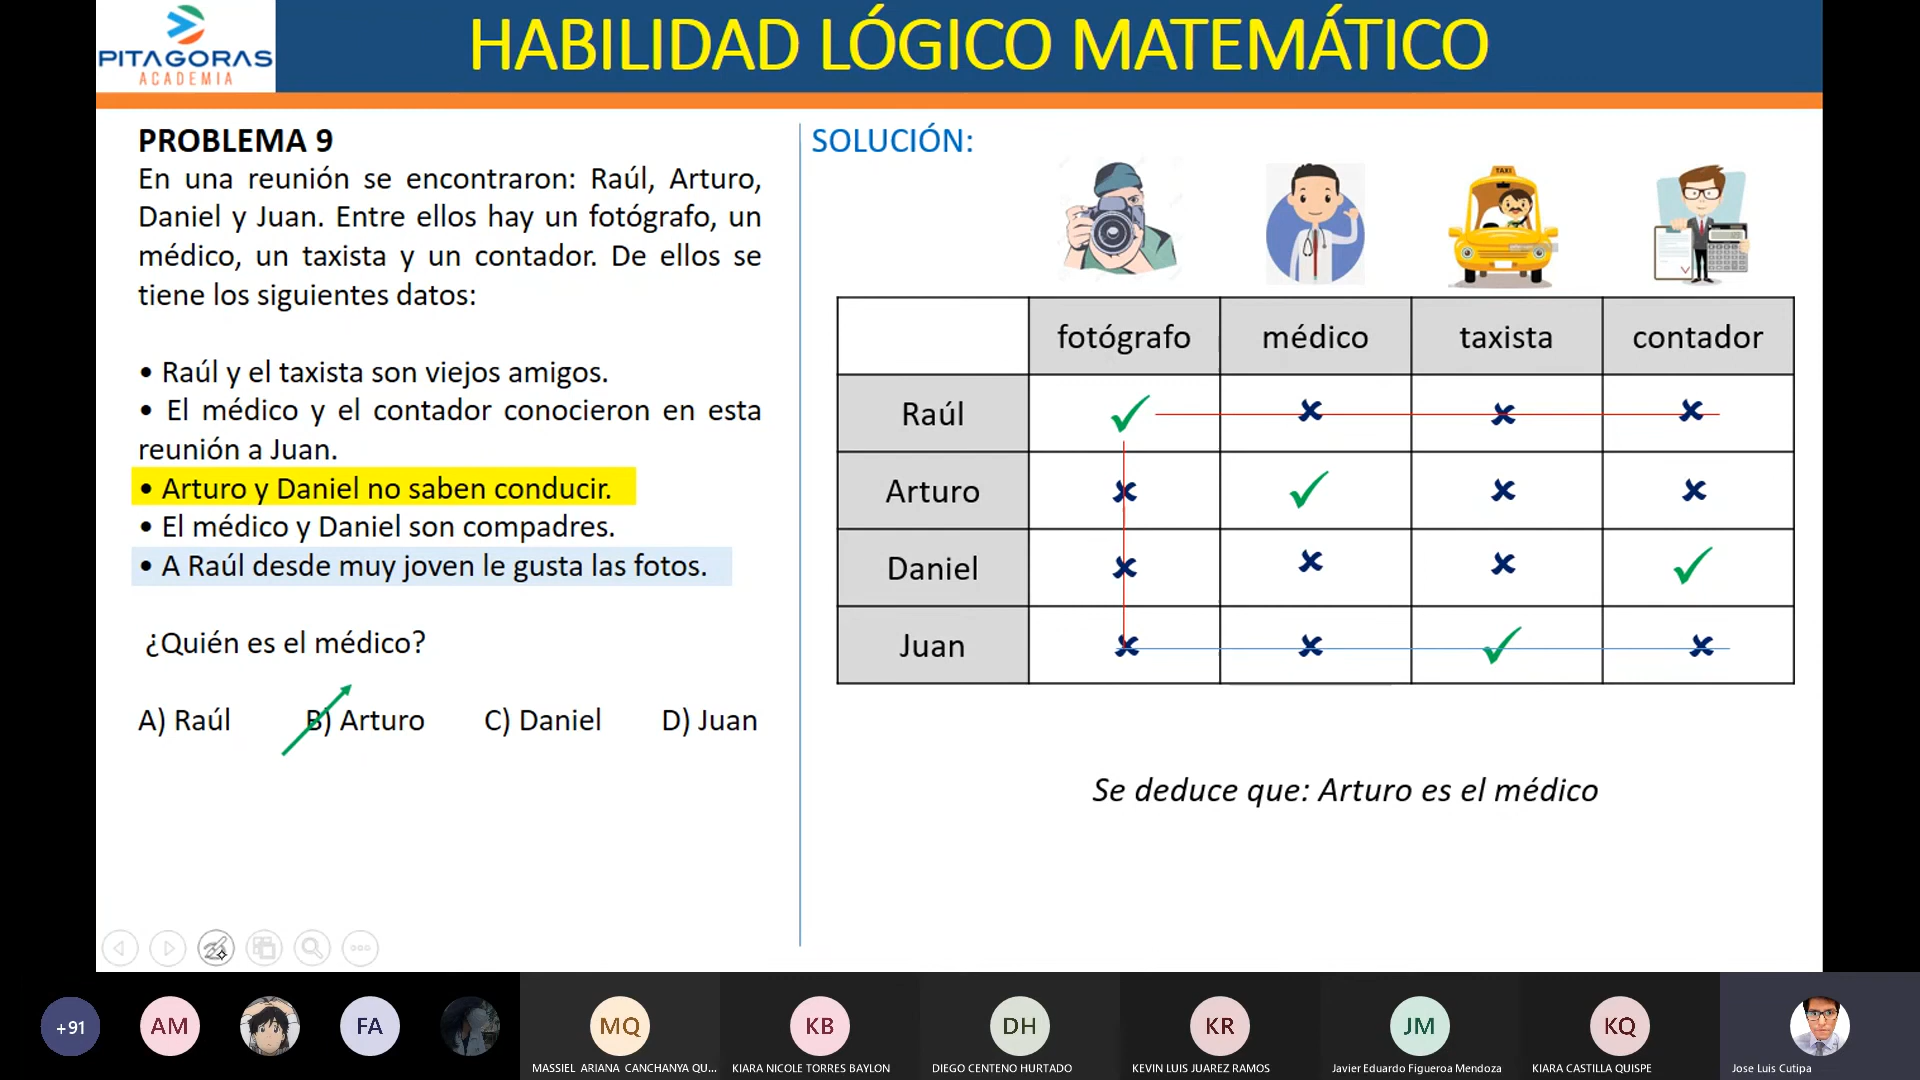 PITAGORAS
ACADEMIA
HABILIDAD LÓGICO MATEMÁTICO
PROBLEMA 9
En una reunión se encontraron: Raúl, Arturo,
Daniel y Juan. Entre ellos hay un fotógrafo, un
médico, un taxista y un contador. De ellos se
tiene los siguientes datos:
• Raúl y el taxista son viejos amigos.
• El médico y el contador conocieron en esta
reunión a Juan.
• Arturo y Daniel no saben conducir.
• El médico y Daniel son compadres.
• A Raúl desde muy joven le gusta las fotos.
¿Quién es el médico?
A) Raúl B) Arturo C) Daniel D) Juan
SOLUCIÓN:
TAXI
fotógrafo médico taxista contador
Raúl
Arturo
Daniel
Juan
Se deduce que: Arturo es el médico
+91 AM FA MQ KB DH KR JM KQ
MASSIEL ARIANA CANCHANYA QU... KIARA NICOLE TORRES BAYLON DIEGO CENTENO HURTADO KEVIN LUIS JUAREZ RAMOS Javier Eduardo Figueroa Mendoza KIARA CASTILLA QUISPE Jose Luis Cutipa